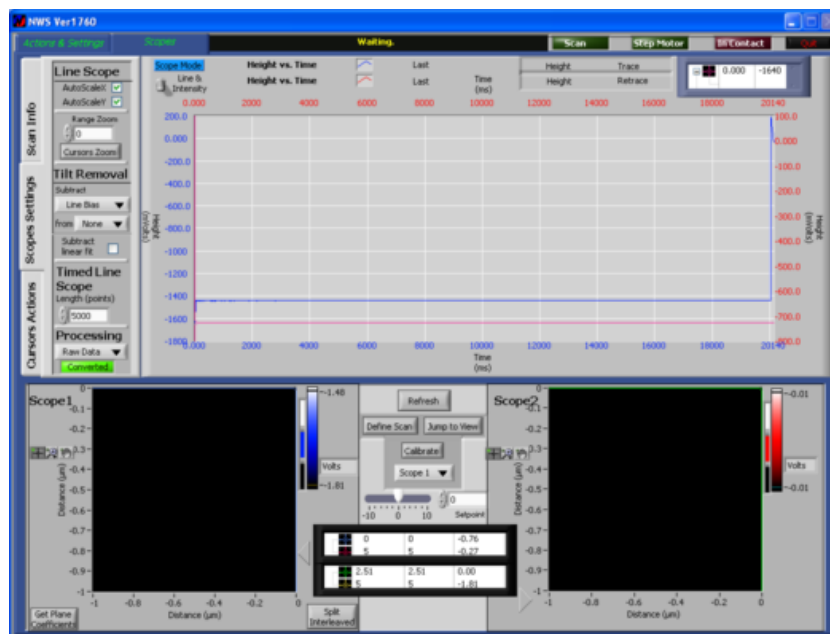 NWS Ver1760
Actions & Settings Scopes Waiting. Scan Step Motor In Contact Quit
Line Scope
AutoScaleX
AutoScaleY
Range Zoom
0
Cursors Zoom
Tilt Removal
Subtract
Line Bias
from None
Subtract
linear fit
Timed Line
Scope
Length (points)
5000
Processing
Raw Data
Converted
Scan Info
Scopes Settings
Cursors Actions
Scope Mode: Height vs. Time Last Height Trace
Line & Intensity Height vs. Time Last Time (ms) Height Retrace
0.000 -1640
0.000 2000 4000 6000 8000 10000 12000 14000 16000 18000 20140
200.0
0.000
-200.0
-400.0
-600.0
-800.0
-1000
-1200
-1400
-1600
-1800
Height
(mVolts)
100.0
0.000
-100.0
-200.0
-300.0
-400.0
-500.0
-600.0
-700.0
-800.0
Height
(mVolts)
0.000 2000 4000 6000 8000 10000 12000 14000 16000 18000 20140
Time
(ms)
Scope1
0
-0.1
-0.2
-0.3
-0.4
-0.5
-0.6
-0.7
-0.8
-0.9
-1
Distance (µm)
-1 -0.8 -0.6 -0.4 -0.2 0
Distance (µm)
-1.48
Volts
-1.81
Get Plane
Coefficients
Split
Interleaved
Refresh
Define Scan Jump to View
Calibrate
Scope 1
-10 0 10
0
Setpoint
0 0 -0.76
5 5 -0.27
2.51 2.51 0.00
5 5 -1.81
Scope2
0
-0.1
-0.2
-0.3
-0.4
-0.5
-0.6
-0.7
-0.8
-0.9
-1
Distance (µm)
-1 -0.8 -0.6 -0.4 -0.2 0
Distance (µm)
-0.01
Volts
-0.01